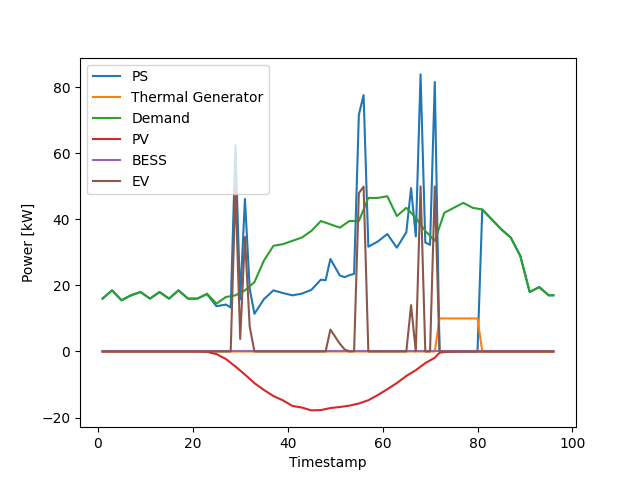 PS
Thermal Generator
Demand
PV
BESS
EV
Power [kW]
80
60
40
20
0
−20
0 20 40 60 80 100
Timestamp